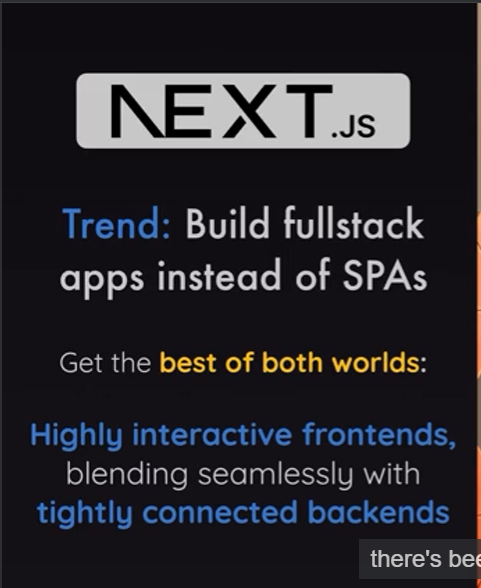 NEXT.JS
Trend: Build fullstack
apps instead of SPAs
Get the best of both worlds:
Highly interactive frontends,
blending seamlessly with
tightly connected backends
there's